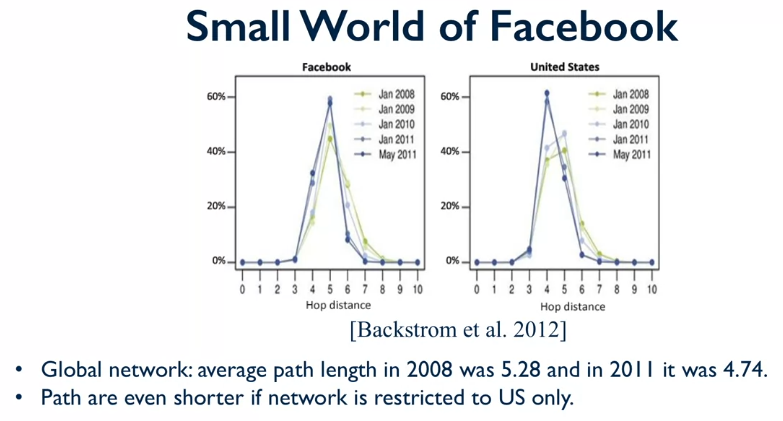 Small World of Facebook
Facebook
60%
40%
20%
0%
Jan 2008
Jan 2009
Jan 2010
Jan 2011
May 2011
0 1 2 3 4 5 6 7 8 9 10
Hop distance
United States
60%
40%
20%
0%
Jan 2008
Jan 2009
Jan 2010
Jan 2011
May 2011
0 1 2 3 4 5 6 7 8 9 10
Hop distance
[Backstrom et al. 2012]
• Global network: average path length in 2008 was 5.28 and in 2011 it was 4.74.
• Path are even shorter if network is restricted to US only.